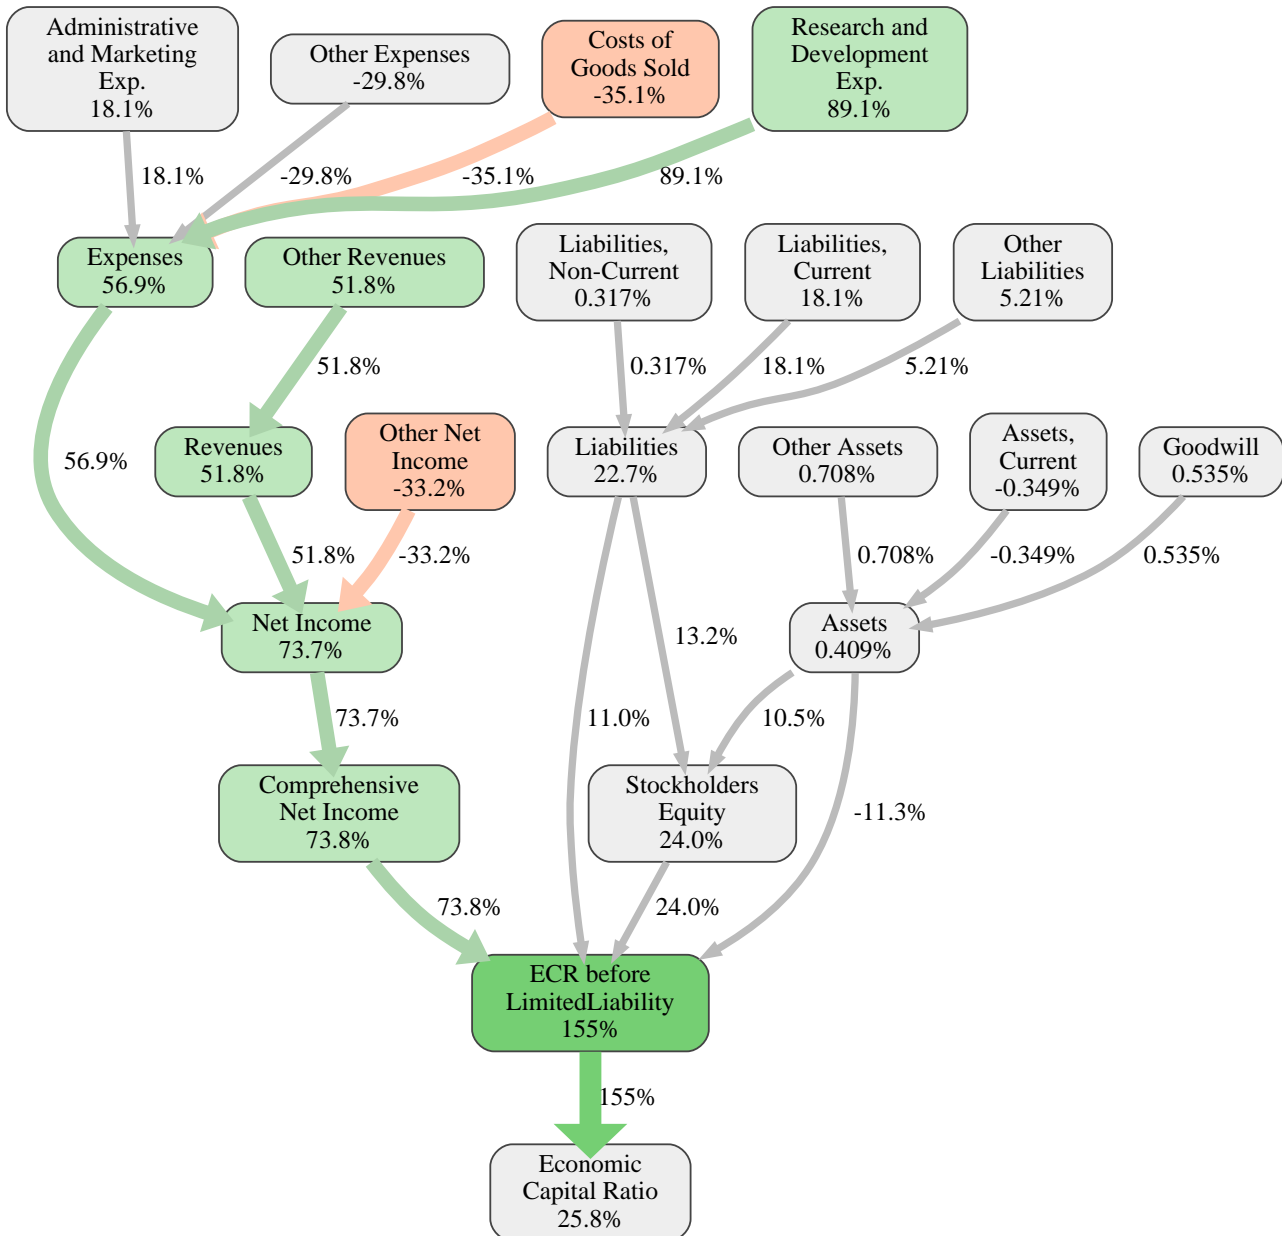 Administrative
and Marketing
Exp.
18.1%
Other Expenses
-29.8%
Costs of
Goods Sold
-35.1%
Research and
Development
Exp.
89.1%
18.1%
-29.8%
-35.1%
89.1%
Expenses
56.9%
Other Revenues
51.8%
Liabilities,
Non-Current
0.317%
Liabilities,
Current
18.1%
Other
Liabilities
5.21%
51.8%
0.317%
18.1%
5.21%
56.9%
Revenues
51.8%
Other Net
Income
-33.2%
Liabilities
22.7%
Other Assets
0.708%
Assets,
Current
-0.349%
Goodwill
0.535%
51.8%
-33.2%
0.708%
-0.349%
0.535%
Net Income
73.7%
13.2%
Assets
0.409%
73.7%
11.0%
10.5%
Comprehensive
Net Income
73.8%
Stockholders
Equity
24.0%
-11.3%
73.8%
24.0%
ECR before
LimitedLiability
155%
155%
Economic
Capital Ratio
25.8%